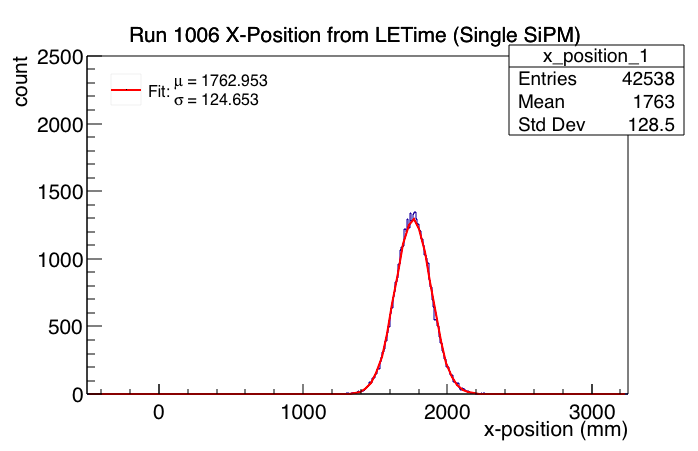 Run 1006 X-Position from LETime (Single SiPM)
x_position_1
Entries 42538
Mean 1763
Std Dev 128.5
Fit: μ = 1762.953
σ = 124.653
count
2500
2000
1500
1000
500
0
0 1000 2000 3000
x-position (mm)